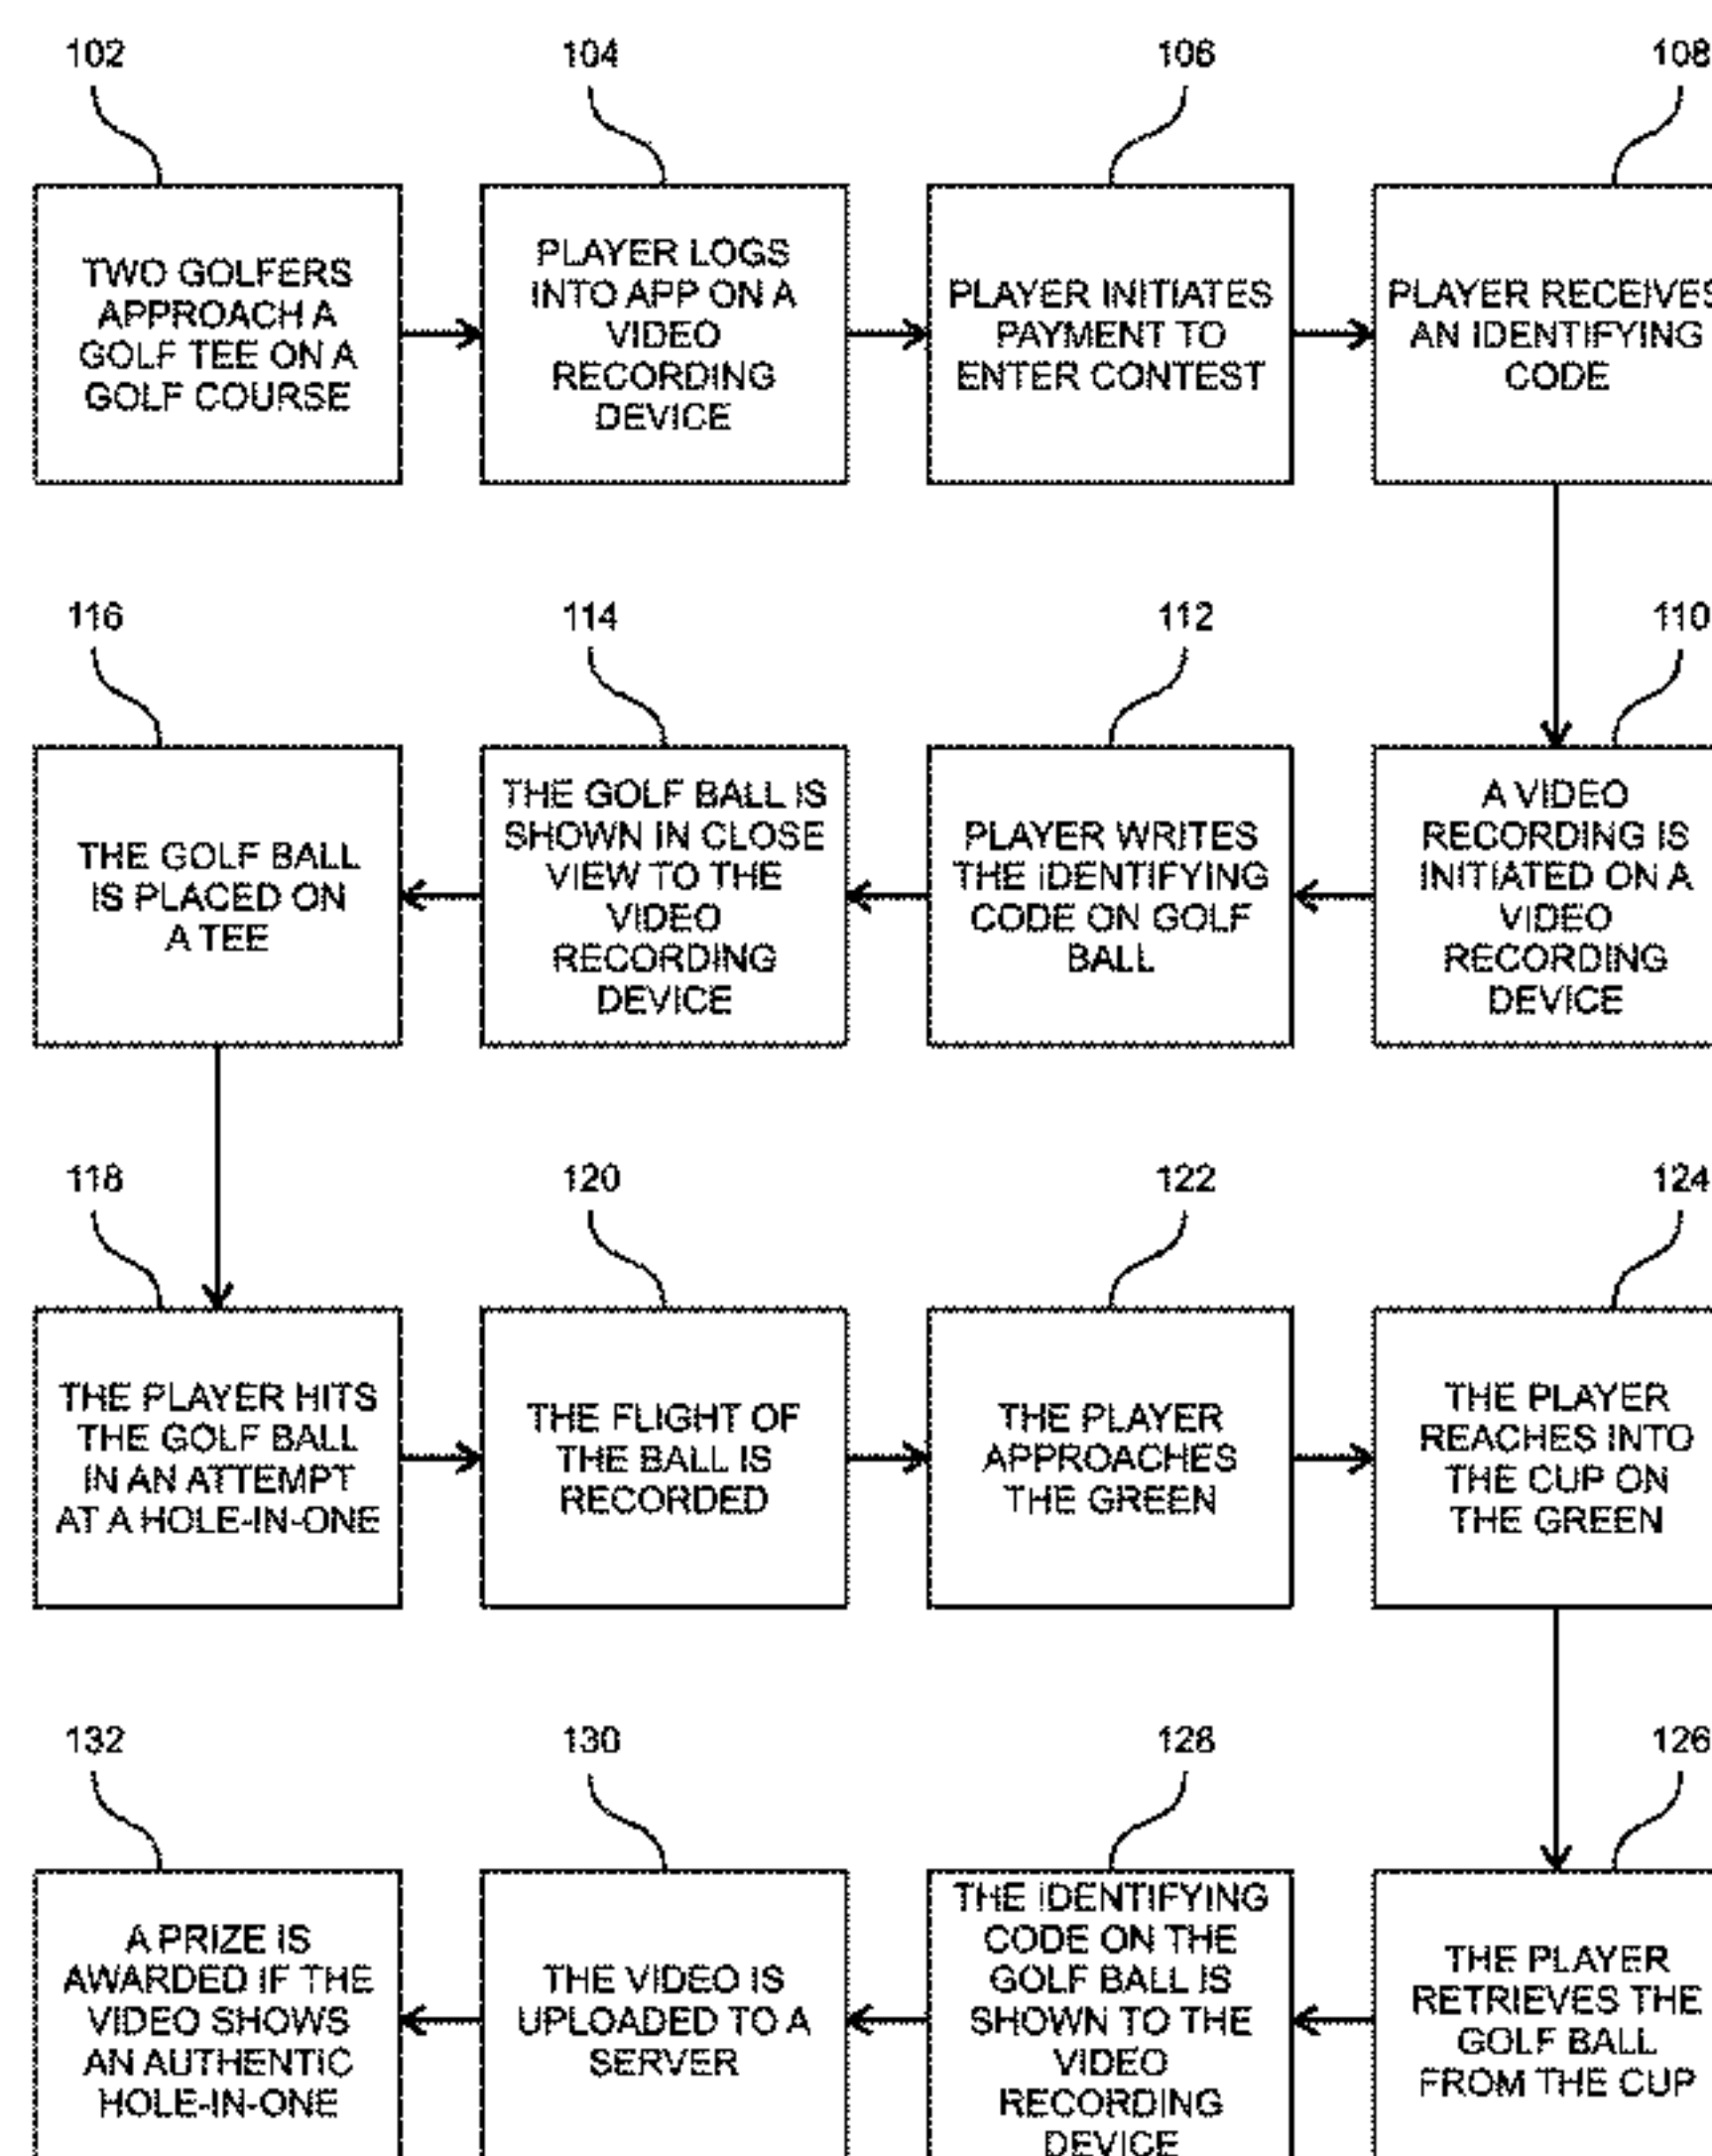 102
TWO GOLFERS
APPROACH A
GOLF TEE ON A
GOLF COURSE
104
PLAYER LOGS
INTO APP ON A
VIDEO
RECORDING
DEVICE
106
PLAYER INITIATES
PAYMENT TO
ENTER CONTEST
108
PLAYER RECEIVES
AN IDENTIFYING
CODE
110
A VIDEO
RECORDING IS
INITIATED ON A
VIDEO
RECORDING
DEVICE
112
PLAYER WRITES
THE IDENTIFYING
CODE ON GOLF
BALL
114
THE GOLF BALL IS
SHOWN IN CLOSE
VIEW TO THE
VIDEO
RECORDING
DEVICE
116
THE GOLF BALL
IS PLACED ON
A TEE
118
THE PLAYER HITS
THE GOLF BALL
IN AN ATTEMPT
AT A HOLE-IN-ONE
120
THE FLIGHT OF
THE BALL IS
RECORDED
122
THE PLAYER
APPROACHES
THE GREEN
124
THE PLAYER
REACHES INTO
THE CUP ON
THE GREEN
126
THE PLAYER
RETRIEVES THE
GOLF BALL
FROM THE CUP
128
THE IDENTIFYING
CODE ON THE
GOLF BALL IS
SHOWN TO THE
VIDEO
RECORDING
DEVICE
130
THE VIDEO IS
UPLOADED TO A
SERVER
132
A PRIZE IS
AWARDED IF THE
VIDEO SHOWS
AN AUTHENTIC
HOLE-IN-ONE